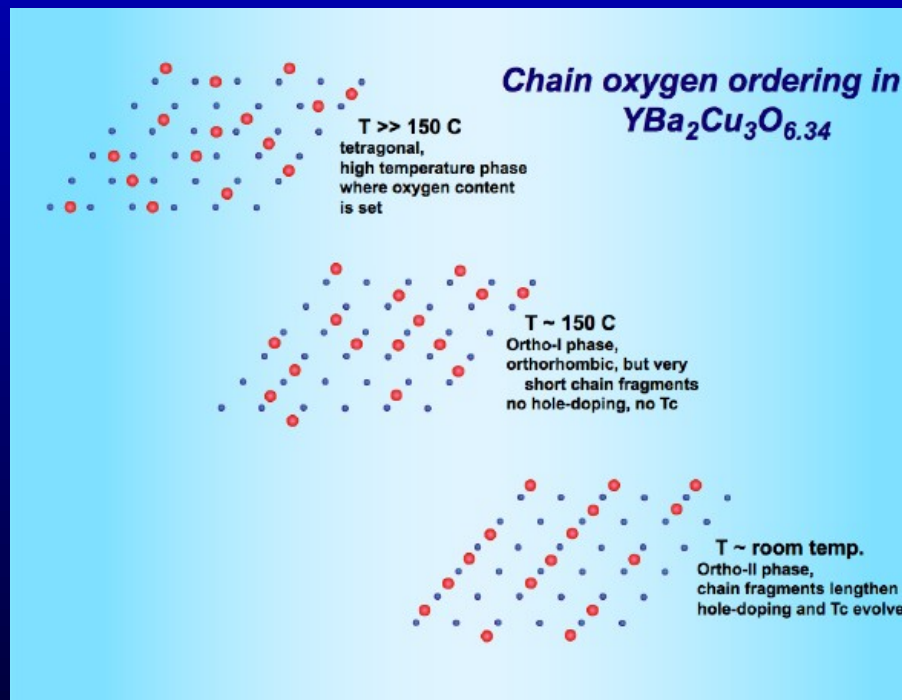 Chain oxygen ordering in
YBa₂Cu₃O₆.₃₄
T >> 150 C
tetragonal,
high temperature phase
where oxygen content
is set
T ~ 150 C
Ortho-I phase,
orthorhombic, but very
short chain fragments
no hole-doping, no Tc
T ~ room temp.
Ortho-II phase,
chain fragments lengthen
hole-doping and Tc evolve